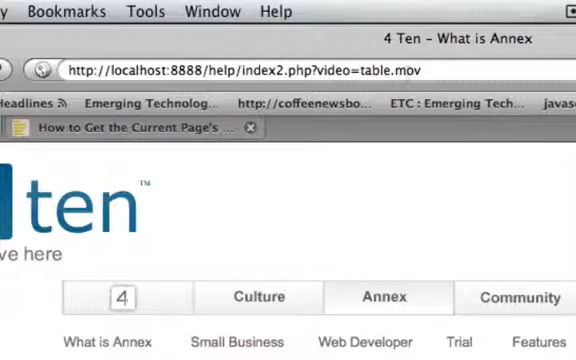 y Bookmarks Tools Window Help
4 Ten - What is Annex
http://localhost:8888/help/index2.php?video=table.mov
Headlines Emerging Technolog... http://coffeenewsbo... ETC : Emerging Tech... javas
How to Get the Current Page's ...
ten™
ve here
4 Culture Annex Community
What is Annex Small Business Web Developer Trial Features